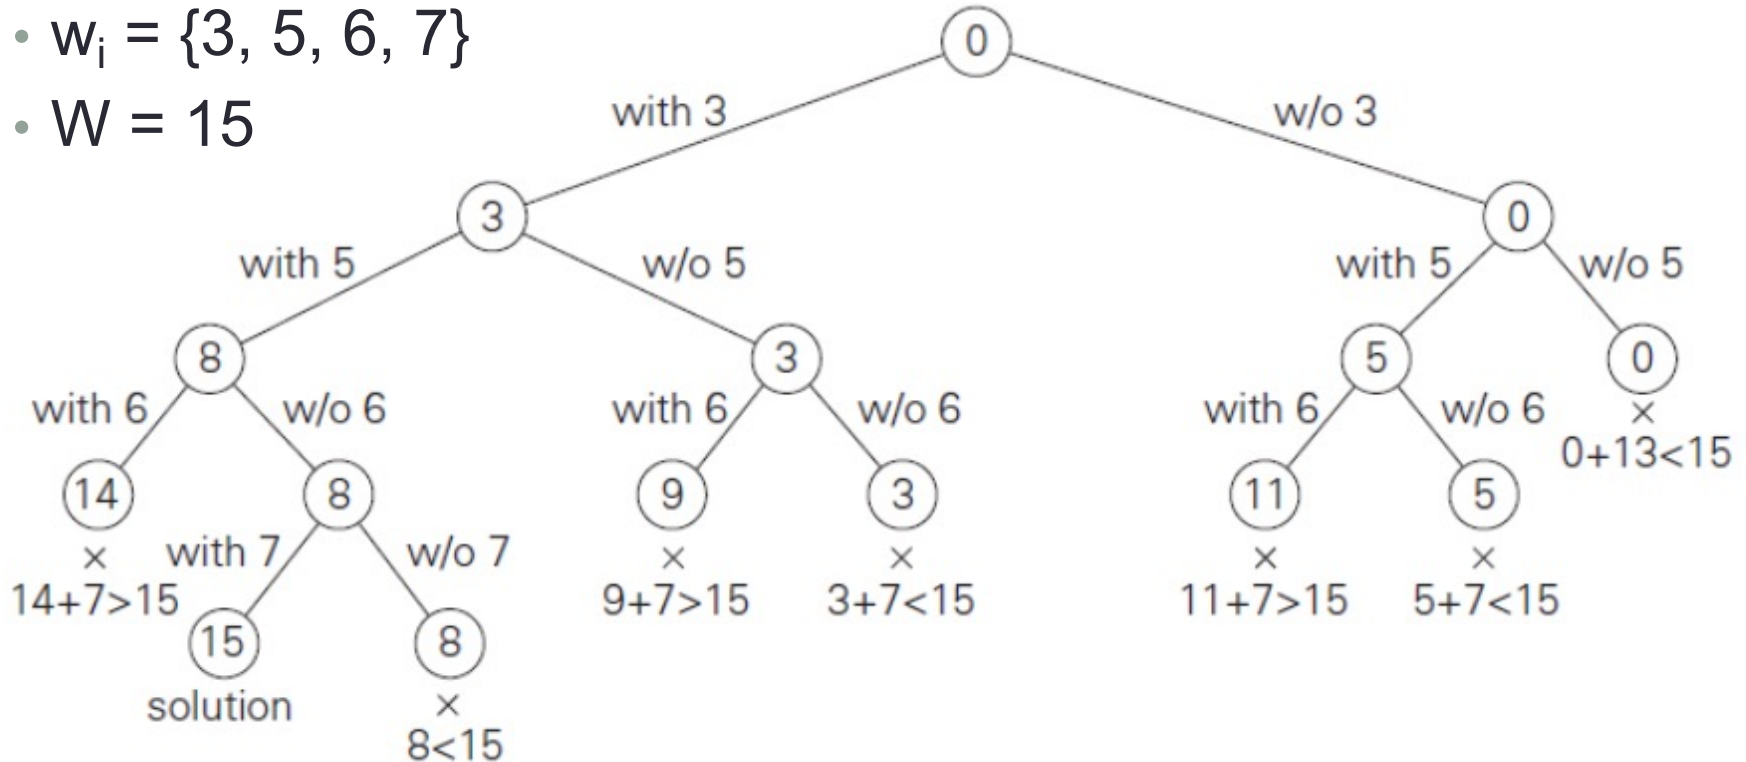 • wᵢ = {3, 5, 6, 7}
• W = 15
0
with 3
w/o 3
3
0
with 5
w/o 5
with 5
w/o 5
8
3
5
0
with 6
w/o 6
with 6
w/o 6
with 6
w/o 6
×
0+13<15
14
8
9
3
11
5
×
with 7
w/o 7
×
×
×
×
14+7>15
9+7>15
3+7<15
11+7>15
5+7<15
15
8
solution
×
8<15